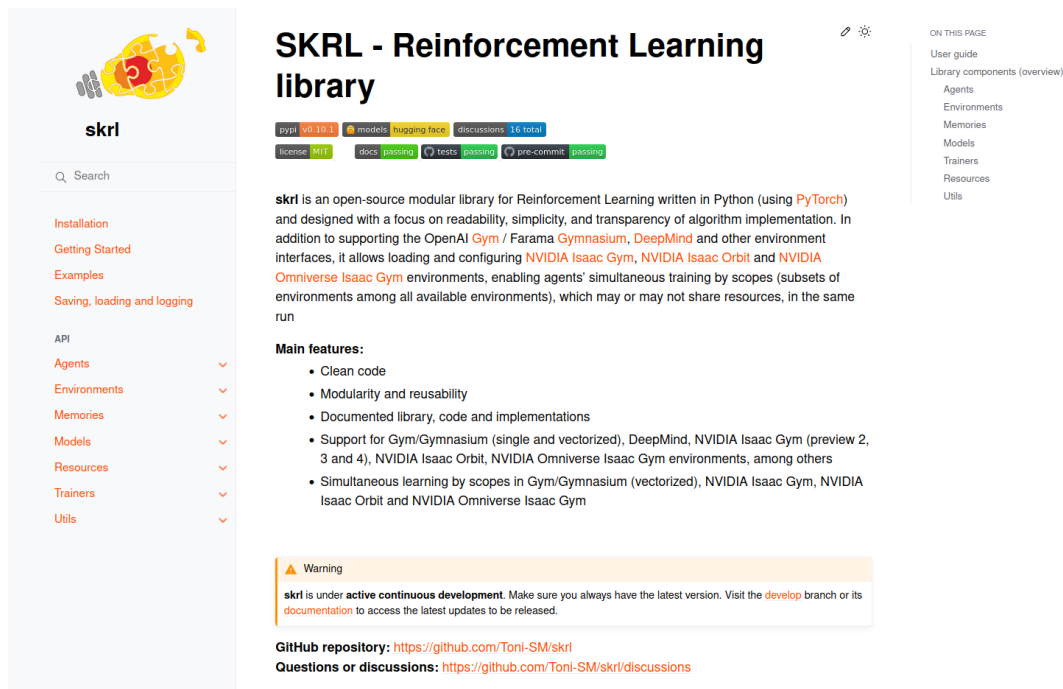 skrl
Search
Installation
Getting Started
Examples
Saving, loading and logging
API
Agents
Environments
Memories
Models
Resources
Trainers
Utils
SKRL - Reinforcement Learning
library
pypi v0.10.1 models hugging face discussions 16 total
license MIT docs passing tests passing pre-commit passing
skrl is an open-source modular library for Reinforcement Learning written in Python (using PyTorch)
and designed with a focus on readability, simplicity, and transparency of algorithm implementation. In
addition to supporting the OpenAI Gym / Farama Gymnasium, DeepMind and other environment
interfaces, it allows loading and configuring NVIDIA Isaac Gym, NVIDIA Isaac Orbit and NVIDIA
Omniverse Isaac Gym environments, enabling agents' simultaneous training by scopes (subsets of
environments among all available environments), which may or may not share resources, in the same
run
Main features:
• Clean code
• Modularity and reusability
• Documented library, code and implementations
• Support for Gym/Gymnasium (single and vectorized), DeepMind, NVIDIA Isaac Gym (preview 2,
3 and 4), NVIDIA Isaac Orbit, NVIDIA Omniverse Isaac Gym environments, among others
• Simultaneous learning by scopes in Gym/Gymnasium (vectorized), NVIDIA Isaac Gym, NVIDIA
Isaac Orbit and NVIDIA Omniverse Isaac Gym
Warning
skrl is under active continuous development. Make sure you always have the latest version. Visit the develop branch or its
documentation to access the latest updates to be released.
GitHub repository: https://github.com/Toni-SM/skrl
Questions or discussions: https://github.com/Toni-SM/skrl/discussions
ON THIS PAGE
User guide
Library components (overview)
Agents
Environments
Memories
Models
Trainers
Resources
Utils